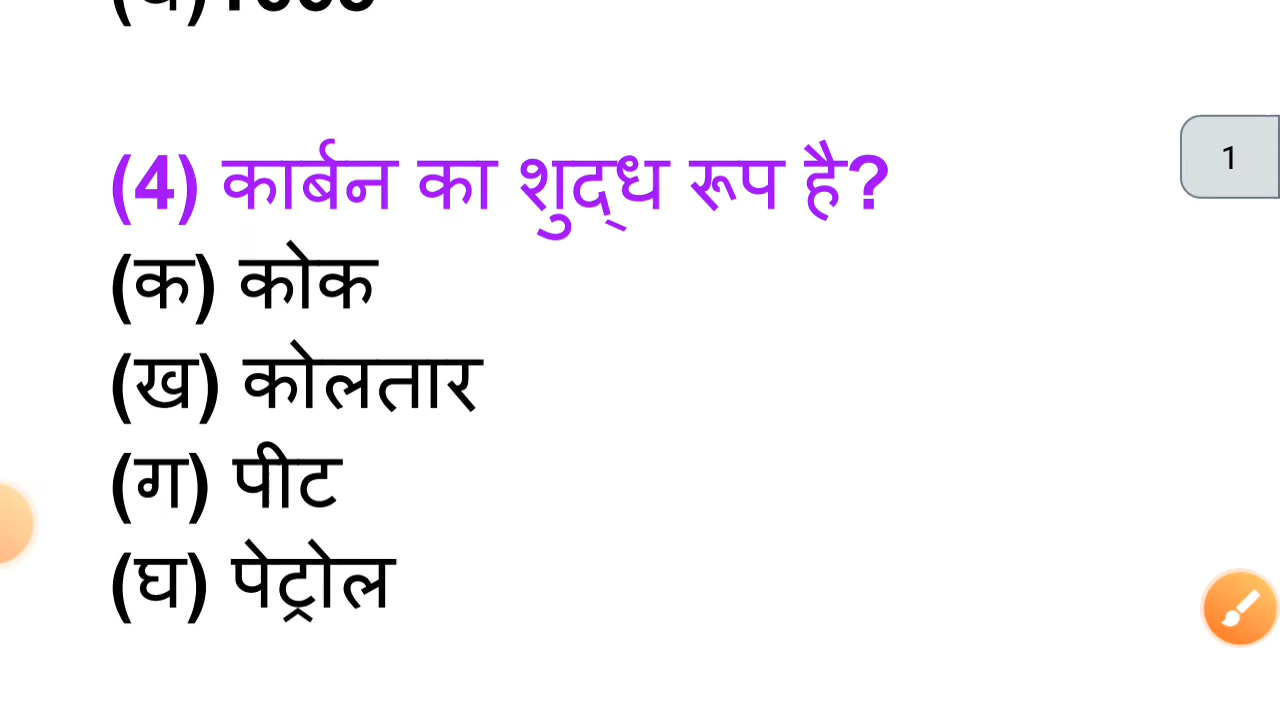 (4) कार्बन का शुद्ध रूप है?
1
(क) कोक
(ख) कोलतार
(ग) पीट
(घ) पेट्रोल